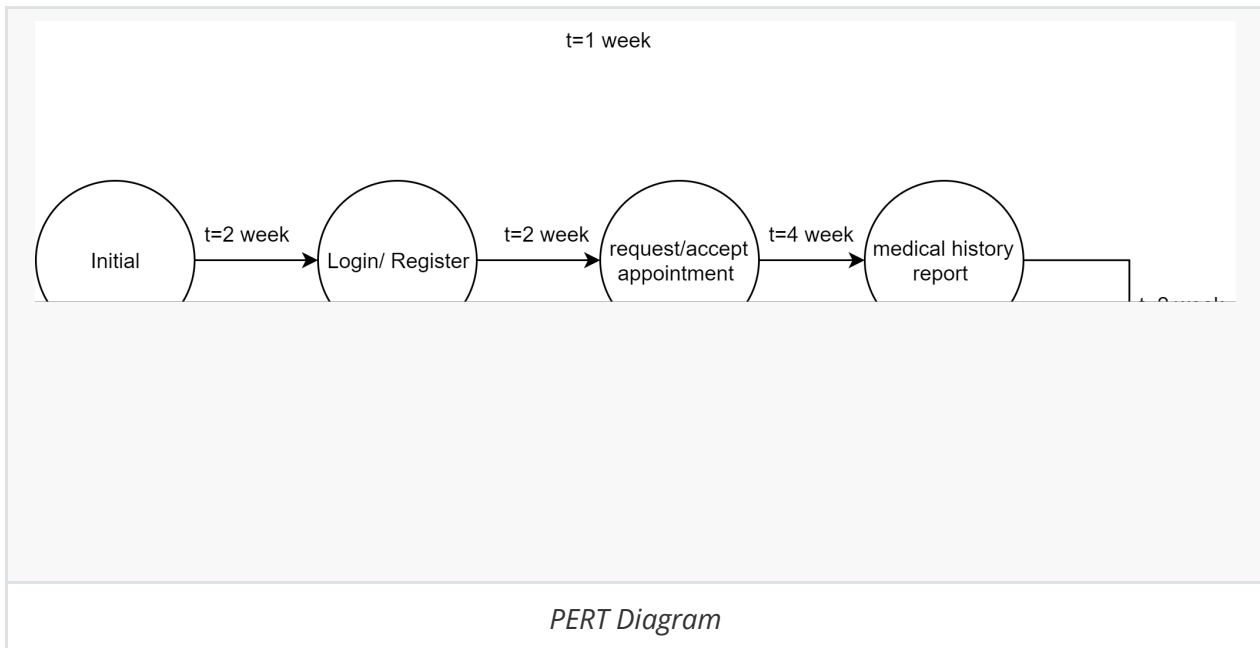 t=1 week
t=2 week
t=2 week
t=4 week
Initial
Login/ Register
request/accept
appointment
medical history
report
PERT Diagram